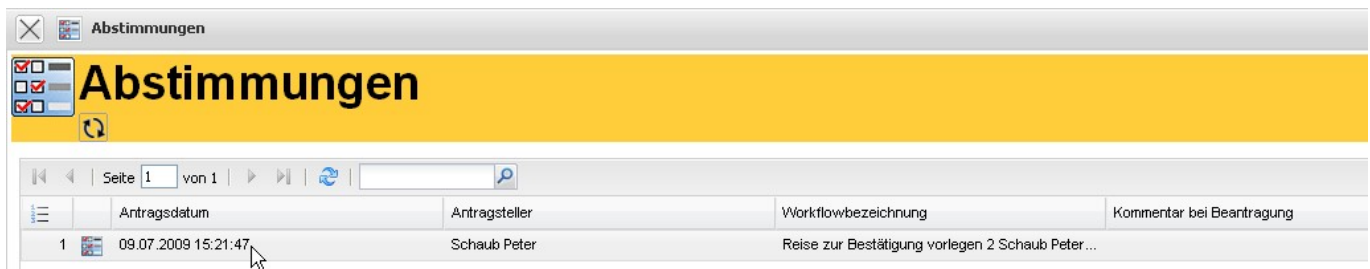 Abstimmungen
Abstimmungen
Seite 1 von 1
Antragsdatum Antragsteller Workflowbezeichnung Kommentar bei Beantragung
1 09.07.2009 15:21:47 Schaub Peter Reise zur Bestätigung vorlegen 2 Schaub Peter...